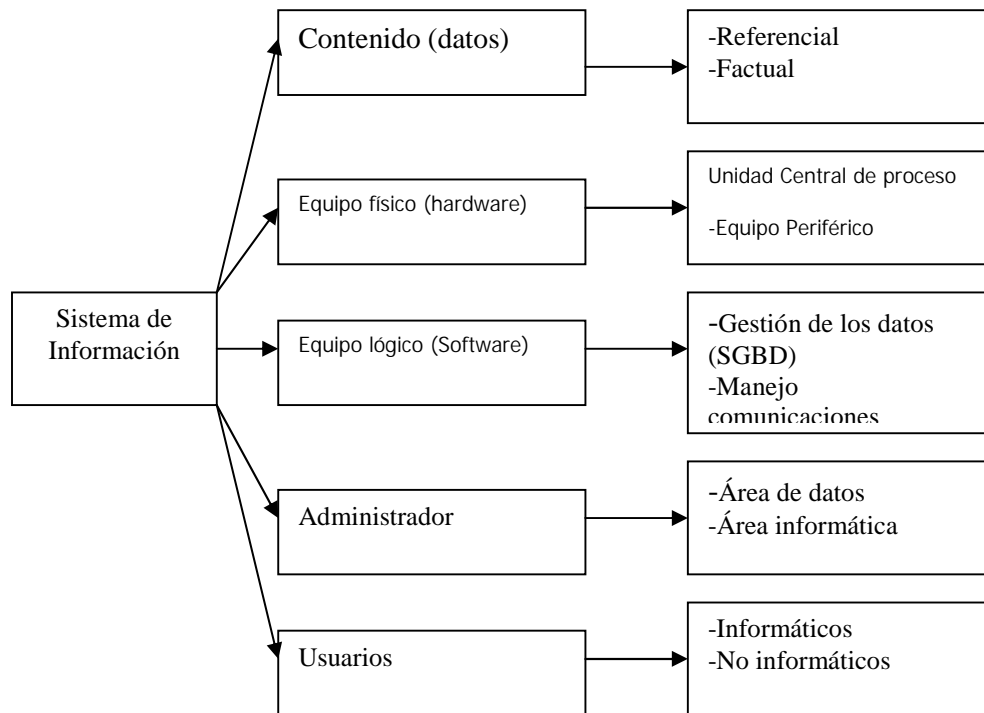 Contenido (datos)
-Referencial
-Factual
Equipo físico (hardware)
Unidad Central de proceso
-Equipo Periférico
Sistema de
Información
Equipo lógico (Software)
-Gestión de los datos
(SGBD)
-Manejo
comunicaciones
Administrador
-Área de datos
-Área informática
Usuarios
-Informáticos
-No informáticos